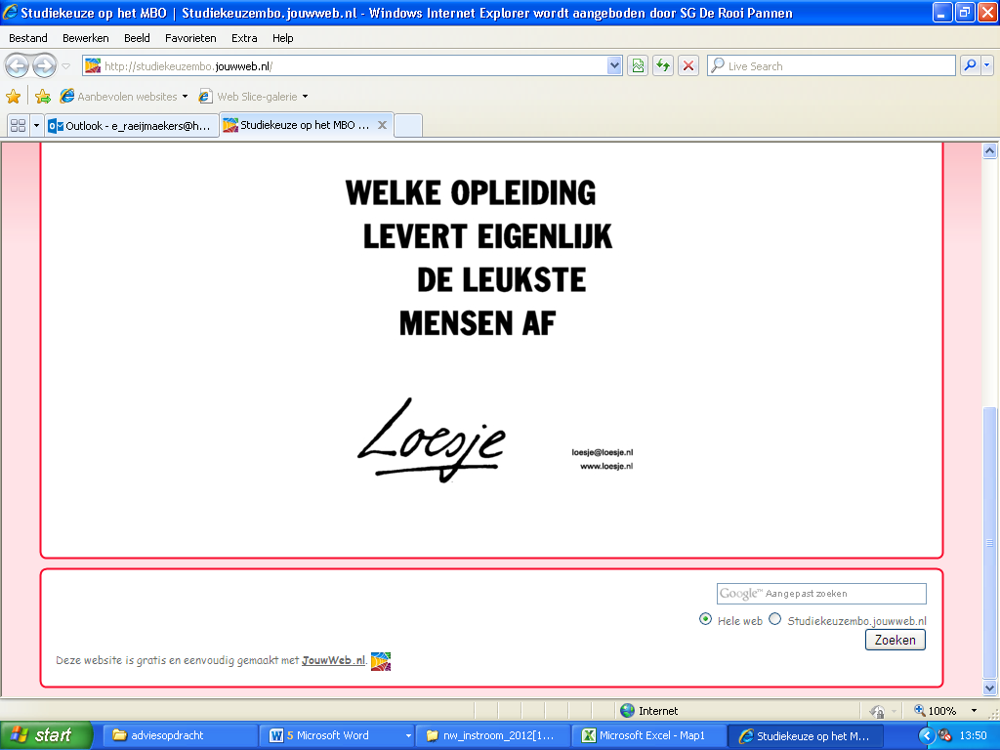 Studiekeuze op het MBO | Studiekeuzembo.jouwweb.nl - Windows Internet Explorer wordt aangeboden door SG De Rooi Pannen
Bestand Bewerken Beeld Favorieten Extra Help
http://studiekeuzembo.jouwweb.nl/ Live Search
Aanbevolen websites Web Slice-galerie
Outlook - e_raeijmaekers@h... Studiekeuze op het MBO ...
WELKE OPLEIDING
LEVERT EIGENLIJK
DE LEUKSTE
MENSEN AF
Loesje
loesje@loesje.nl
www.loesje.nl
Google™ Aangepast zoeken
Hele web Studiekeuzembo.jouwweb.nl
Zoeken
Deze website is gratis en eenvoudig gemaakt met JouwWeb.nl.
Internet 100%
start adviesopdracht 5 Microsoft Word nw_instroom_2012[1... Microsoft Excel - Map1 Studiekeuze op het M... 13:50